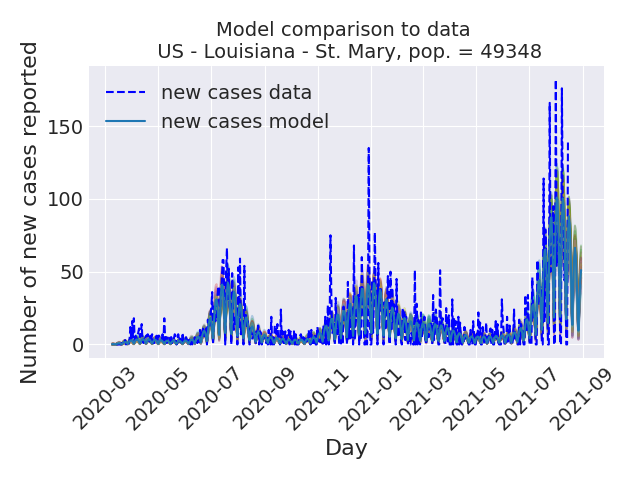 Model comparison to data
US - Louisiana - St. Mary, pop. = 49348
Number of new cases reported
new cases data
new cases model
150
100
50
0
2020-03
2020-05
2020-07
2020-09
2020-11
2021-01
2021-03
2021-05
2021-07
2021-09
Day